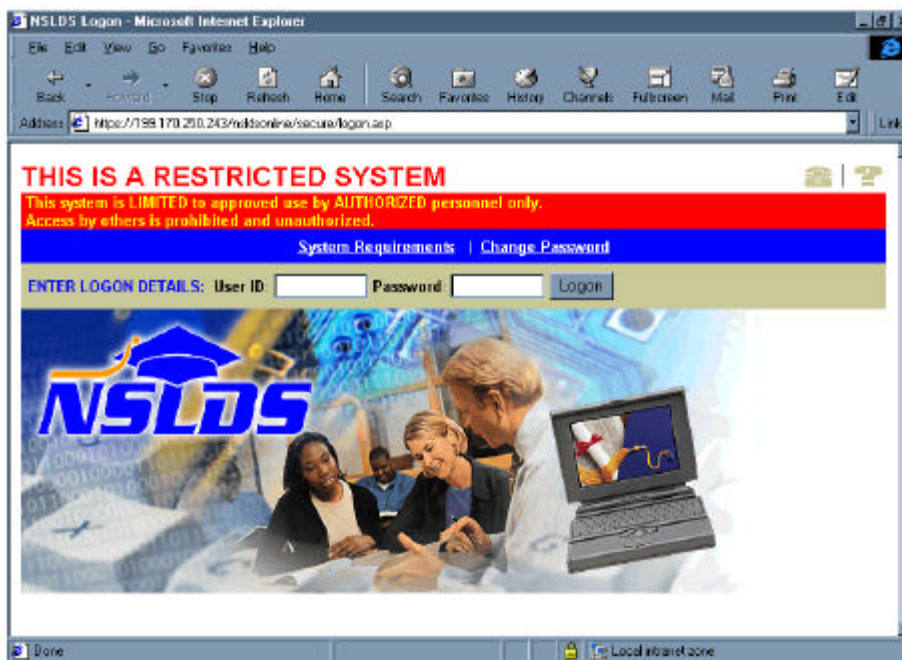 NSLDS Logon - Microsoft Internet Explorer
File Edit View Go Favorites Help
Back Forward Stop Refresh Home Search Favorites History Channels Fullscreen Mail Print Edit
Address https://199.170.250.243/nsldsonline/secure/logon.asp Link
THIS IS A RESTRICTED SYSTEM
This system is LIMITED to approved use by AUTHORIZED personnel only.
Access by others is prohibited and unauthorized.
System Requirements | Change Password
ENTER LOGON DETAILS: User ID: Password: Logon
NSLDS
Done Local intranet zone